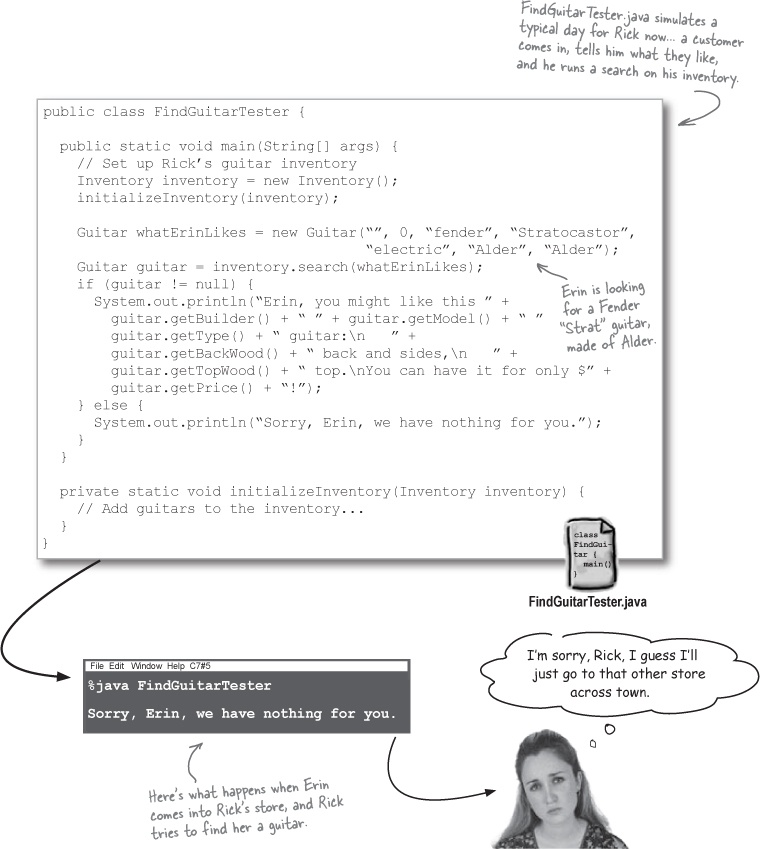 FindGuitarTester.java simulates a
typical day for Rick now... a customer
comes in, tells him what they like,
and he runs a search on his inventory.
public class FindGuitarTester {
public static void main(String[] args) {
// Set up Rick’s guitar inventory
Inventory inventory = new Inventory();
initializeInventory(inventory);
Guitar whatErinLikes = new Guitar(“”, 0, “fender”, “Stratocastor”,
“electric”, “Alder”, “Alder”);
Guitar guitar = inventory.search(whatErinLikes);
if (guitar != null) {
System.out.println(“Erin, you might like this ” +
guitar.getBuilder() + “ ” + guitar.getModel() + “ ”
guitar.getType() + “ guitar:\n   ” +
guitar.getBackWood() + “ back and sides,\n   ” +
guitar.getTopWood() + “ top.\nYou can have it for only $” +
guitar.getPrice() + “!”);
} else {
System.out.println(“Sorry, Erin, we have nothing for you.”);
}
}
private static void initializeInventory(Inventory inventory) {
// Add guitars to the inventory...
}
}
Erin is looking
for a Fender
“Strat” guitar,
made of Alder.
class
FindGui-
tar {
main()
}
FindGuitarTester.java
File Edit Window Help C7#5
%java FindGuitarTester
Sorry, Erin, we have nothing for you.
I’m sorry, Rick, I guess I’ll
just go to that other store
across town.
Here’s what happens when Erin
comes into Rick’s store, and Rick
tries to find her a guitar.